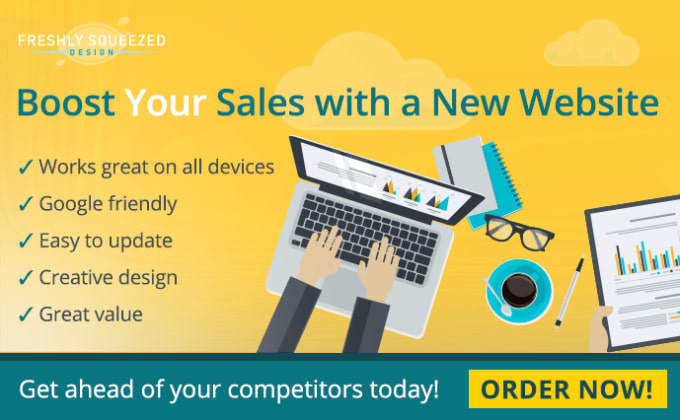 FRESHLY SQUEEZED
DESIGN
Boost Your Sales with a New Website
✓ Works great on all devices
✓ Google friendly
✓ Easy to update
✓ Creative design
✓ Great value
Get ahead of your competitors today!
ORDER NOW!